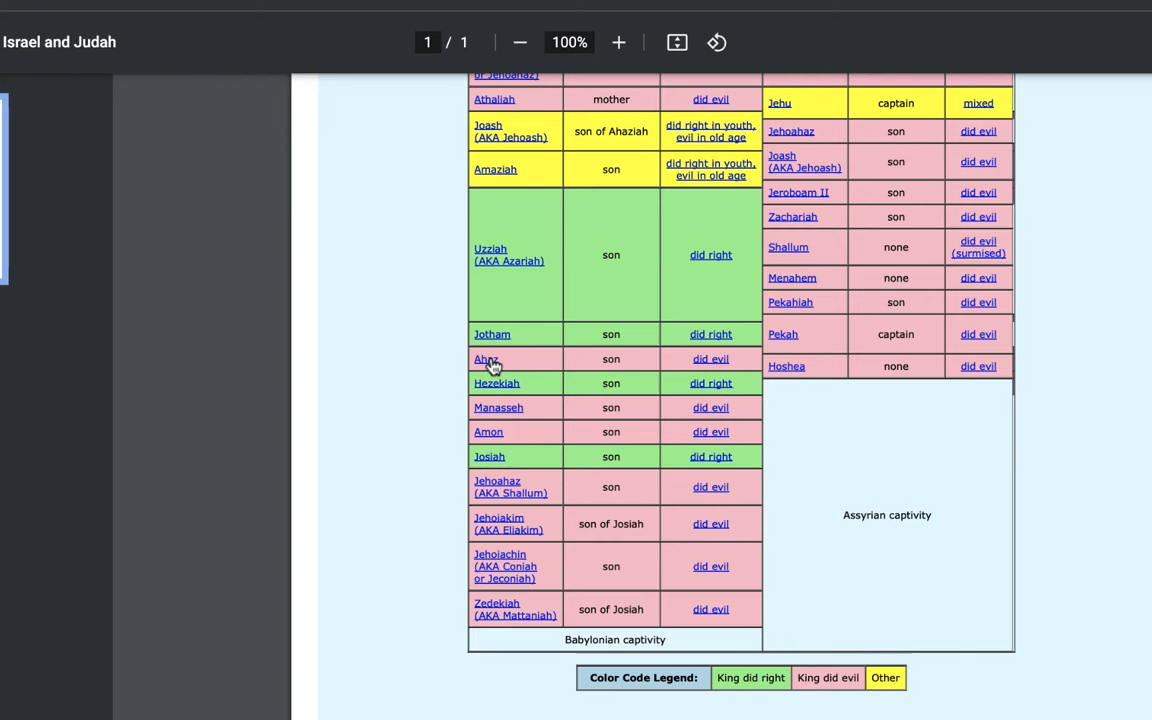 Israel and Judah
1 / 1
100%
or Jehoahaz)
Athaliah mother did evil
Joash
(AKA Jehoash)
son of Ahaziah
did right in youth,
evil in old age
Amaziah
son
did right in youth,
evil in old age
Uzziah
(AKA Azariah)
son
did right
Jotham son did right
Ahaz son did evil
Hezekiah son did right
Manasseh son did evil
Amon son did evil
Josiah son did right
Jehoahaz
(AKA Shallum)
son
did evil
Jehoiakim
(AKA Eliakim)
son of Josiah
did evil
Jehoiachin
(AKA Coniah
or Jeconiah)
son
did evil
Zedekiah
(AKA Mattaniah)
son of Josiah
did evil
Babylonian captivity
Jehu captain mixed
Jehoahaz son did evil
Joash
(AKA Jehoash)
son
did evil
Jeroboam II son did evil
Zachariah son did evil
Shallum
none
did evil
(surmised)
Menahem none did evil
Pekahiah son did evil
Pekah captain did evil
Hoshea none did evil
Assyrian captivity
Color Code Legend: King did right King did evil Other